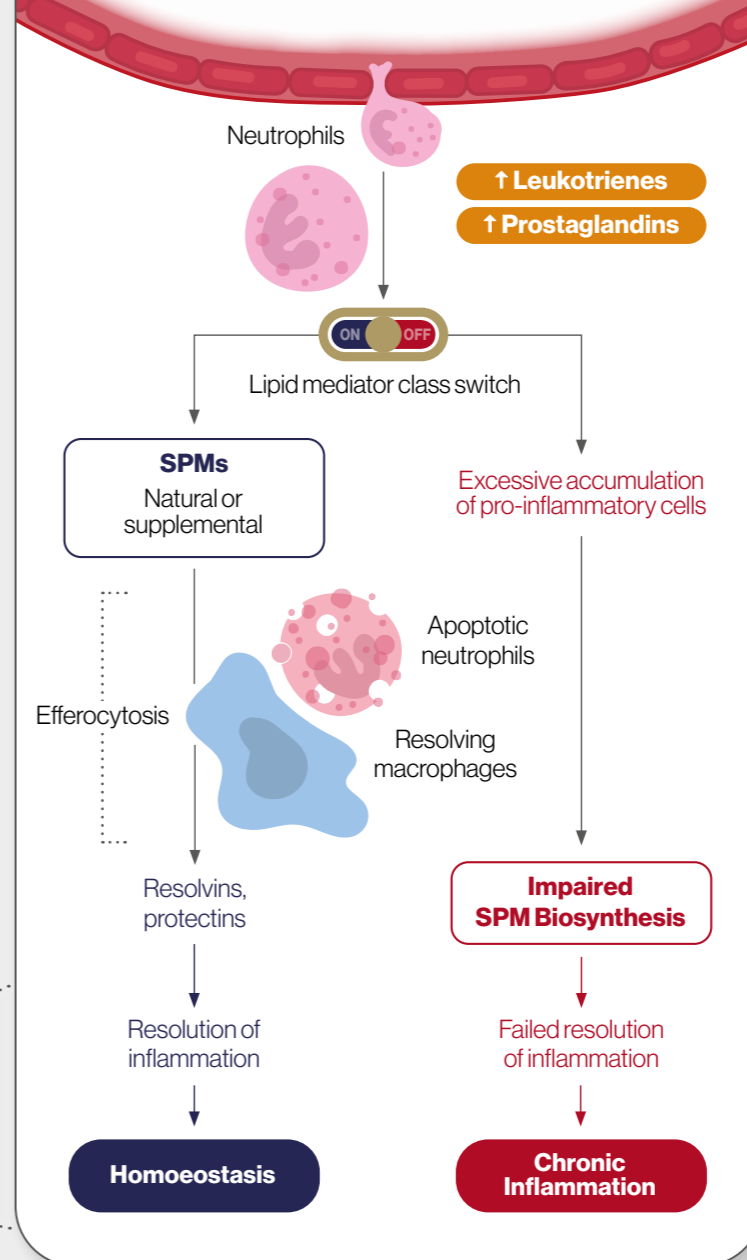 Neutrophils
↑ Leukotrienes
↑ Prostaglandins
ON OFF
Lipid mediator class switch
SPMs
Natural or
supplemental
Excessive accumulation
of pro-inflammatory cells
Apoptotic
neutrophils
Efferocytosis
Resolving
macrophages
Resolvins,
protectins
Impaired
SPM Biosynthesis
Resolution of
inflammation
Failed resolution
of inflammation
Homoeostasis
Chronic
Inflammation